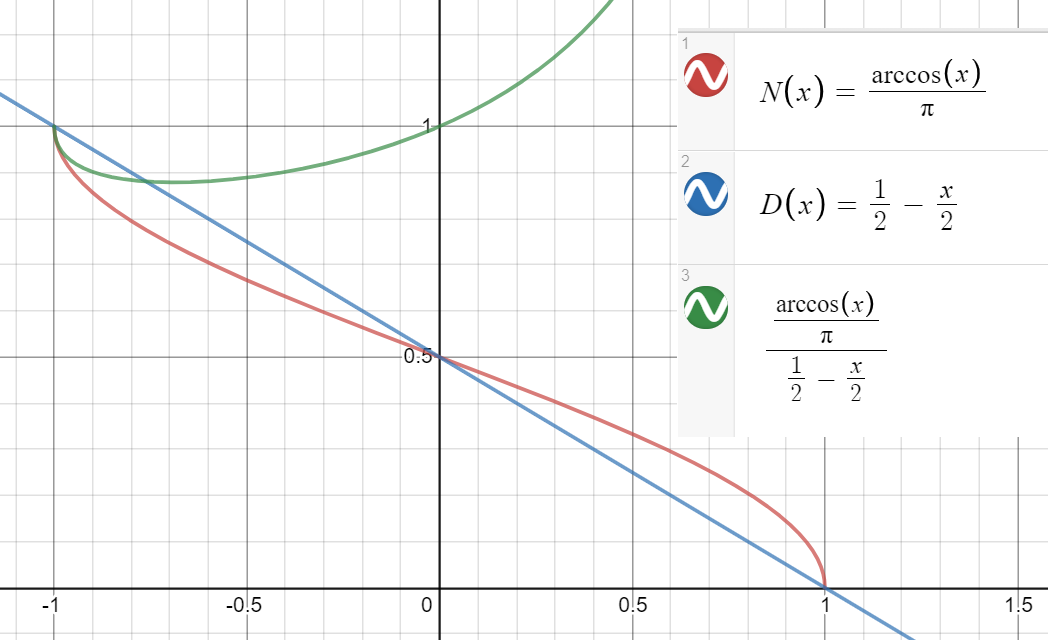 1
N(x) = arccos(x)/π
2
D(x) = 1/2 − x/2
3
arccos(x)/π / 1/2 − x/2
1
0.5
-1 -0.5 0 0.5 1 1.5